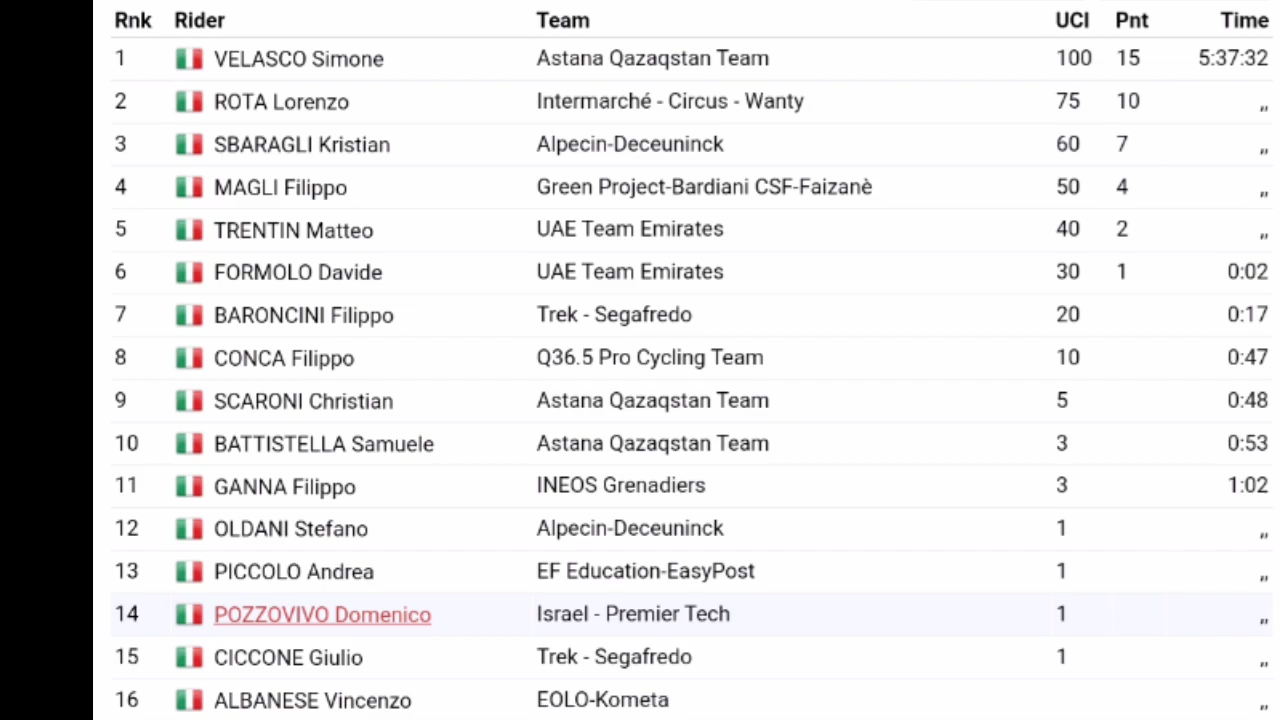 Rnk Rider Team UCI Pnt Time
1 VELASCO Simone Astana Qazaqstan Team 100 15 5:37:32
2 ROTA Lorenzo Intermarché - Circus - Wanty 75 10 ,,
3 SBARAGLI Kristian Alpecin-Deceuninck 60 7 ,,
4 MAGLI Filippo Green Project-Bardiani CSF-Faizanè 50 4 ,,
5 TRENTIN Matteo UAE Team Emirates 40 2 ,,
6 FORMOLO Davide UAE Team Emirates 30 1 0:02
7 BARONCINI Filippo Trek - Segafredo 20 0:17
8 CONCA Filippo Q36.5 Pro Cycling Team 10 0:47
9 SCARONI Christian Astana Qazaqstan Team 5 0:48
10 BATTISTELLA Samuele Astana Qazaqstan Team 3 0:53
11 GANNA Filippo INEOS Grenadiers 3 1:02
12 OLDANI Stefano Alpecin-Deceuninck 1 ,,
13 PICCOLO Andrea EF Education-EasyPost 1 ,,
14 POZZOVIVO Domenico Israel - Premier Tech 1 ,,
15 CICCONE Giulio Trek - Segafredo 1 ,,
16 ALBANESE Vincenzo EOLO-Kometa ,,